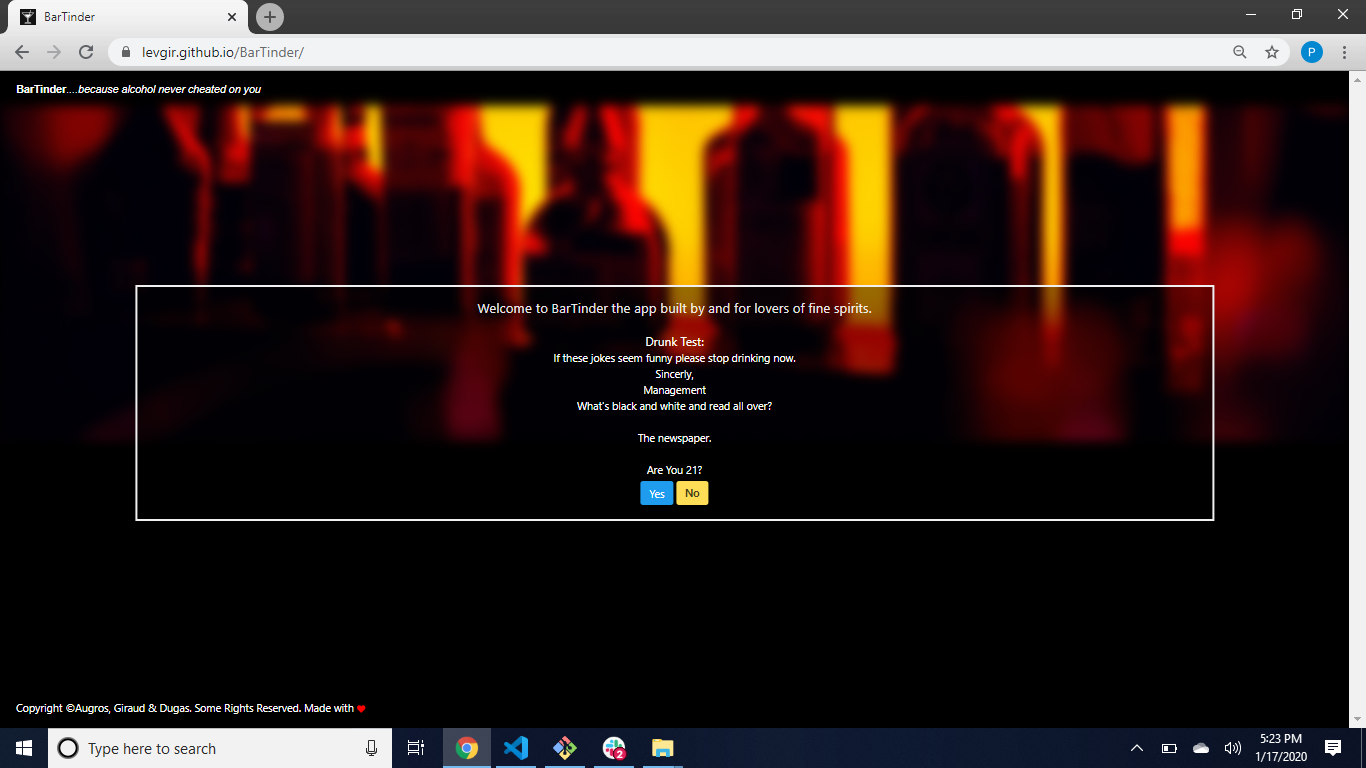 BarTinder
levgir.github.io/BarTinder/
P
BarTinder....because alcohol never cheated on you
Welcome to BarTinder the app built by and for lovers of fine spirits.
Drunk Test:
If these jokes seem funny please stop drinking now.
Sincerly,
Management
What's black and white and read all over?
The newspaper.
Are You 21?
Yes No
Copyright ©Augros, Giraud & Dugas. Some Rights Reserved. Made with ❤
Type here to search
2
5:23 PM
1/17/2020